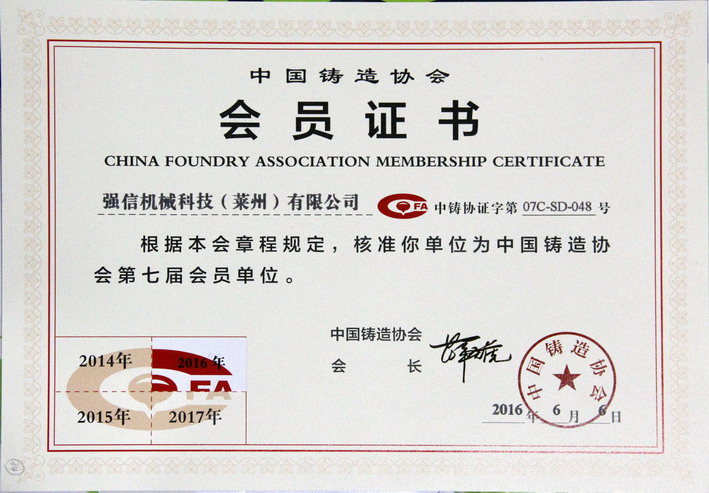 中国铸造协会
会员证书
CHINA FOUNDRY ASSOCIATION MEMBERSHIP CERTIFICATE
强信机械科技（莱州）有限公司 CFA 中铸协证字第 07C-SD-048 号
根据本会章程规定，核准你单位为中国铸造协
会第七届会员单位。
中国铸造协会
会 长
中国铸造协会
2016 年 6 月 6 日
2014年 2016 年
FA
2015年 2017年